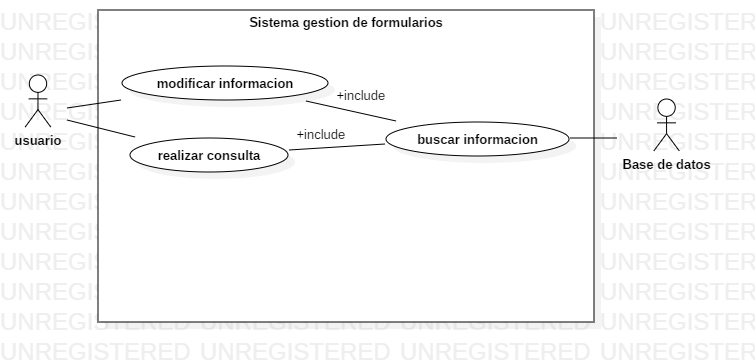 Sistema gestion de formularios
modificar informacion
+include
usuario
realizar consulta
+include
buscar informacion
Base de datos
UNREGISTERED UNREGISTERED UNREGISTERED UNREGISTERED